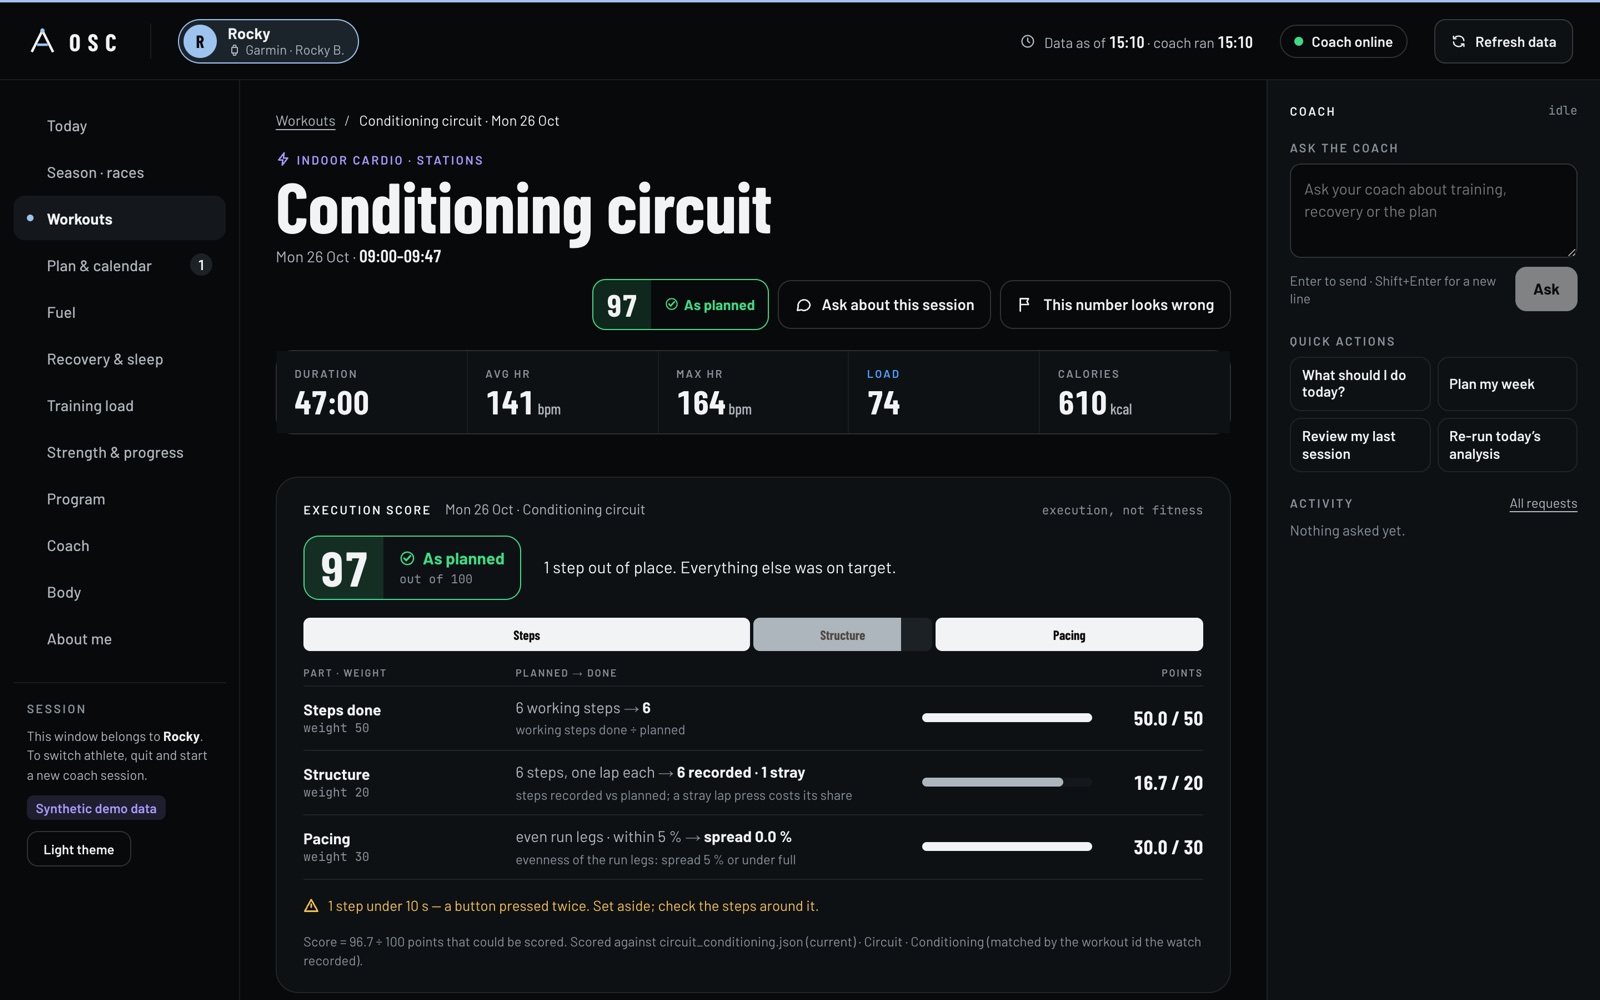 OSC
R
Rocky
Garmin · Rocky B.
Data as of 15:10 · coach ran 15:10
Coach online
Refresh data
Today
Season · races
Workouts
Plan & calendar
1
Fuel
Recovery & sleep
Training load
Strength & progress
Program
Coach
Body
About me
SESSION
This window belongs to Rocky.
To switch athlete, quit and start
a new coach session.
Synthetic demo data
Light theme
Workouts / Conditioning circuit · Mon 26 Oct
INDOOR CARDIO · STATIONS
Conditioning circuit
Mon 26 Oct · 09:00–09:47
97
As planned
Ask about this session
This number looks wrong
DURATION
47:00
AVG HR
141 bpm
MAX HR
164 bpm
LOAD
74
CALORIES
610 kcal
EXECUTION SCORE Mon 26 Oct · Conditioning circuit
execution, not fitness
97
As planned
out of 100
1 step out of place. Everything else was on target.
Steps
Structure
Pacing
PART · WEIGHT
PLANNED → DONE
POINTS
Steps done
weight 50
6 working steps → 6
working steps done ÷ planned
50.0 / 50
Structure
weight 20
6 steps, one lap each → 6 recorded · 1 stray
steps recorded vs planned; a stray lap press costs its share
16.7 / 20
Pacing
weight 30
even run legs · within 5 % → spread 0.0 %
evenness of the run legs: spread 5 % or under full
30.0 / 30
1 step under 10 s — a button pressed twice. Set aside; check the steps around it.
Score = 96.7 ÷ 100 points that could be scored. Scored against circuit_conditioning.json (current) · Circuit · Conditioning (matched by the workout id the watch
recorded).
COACH
idle
ASK THE COACH
Ask your coach about training,
recovery or the plan
Enter to send · Shift+Enter for a new
line
Ask
QUICK ACTIONS
What should I do
today?
Plan my week
Review my last
session
Re-run today's
analysis
ACTIVITY
All requests
Nothing asked yet.